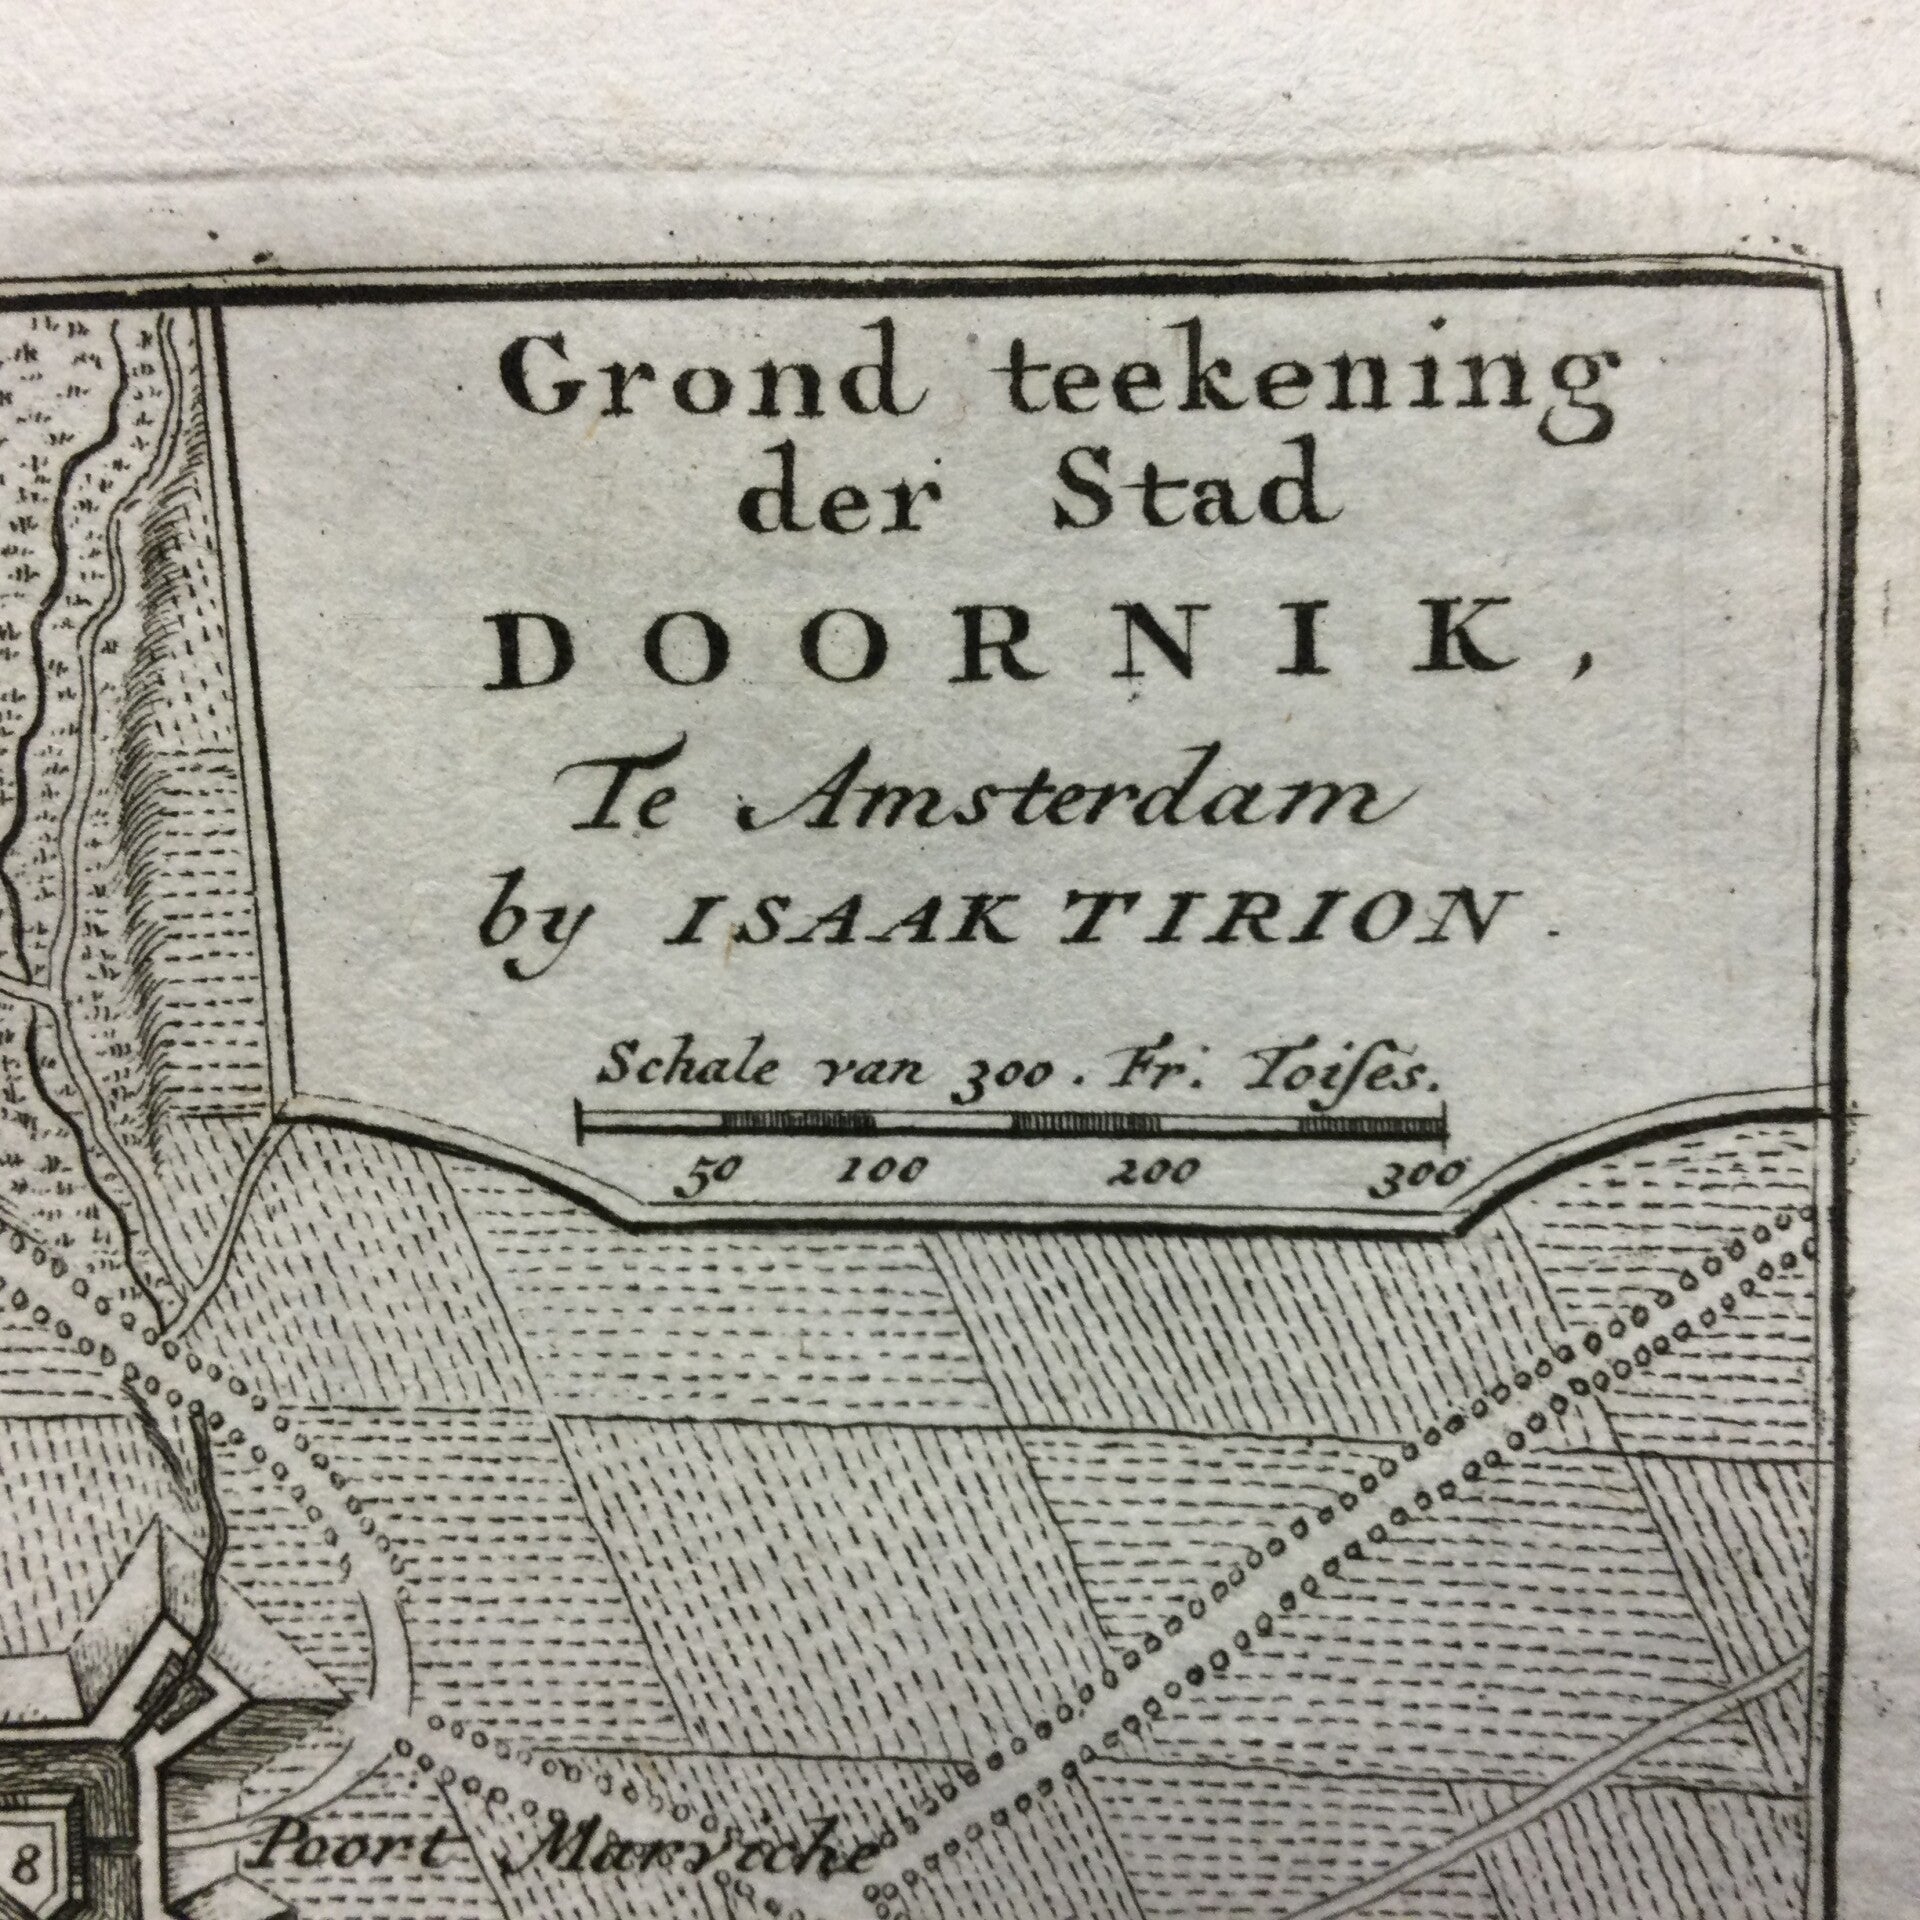 Grond teekening
der Stad
DOORNIK,
Te Amsterdam
by ISAAK TIRION.
Schale van 300. Fr. Toiſes.
50 100 200 300
Poort Marviche
8